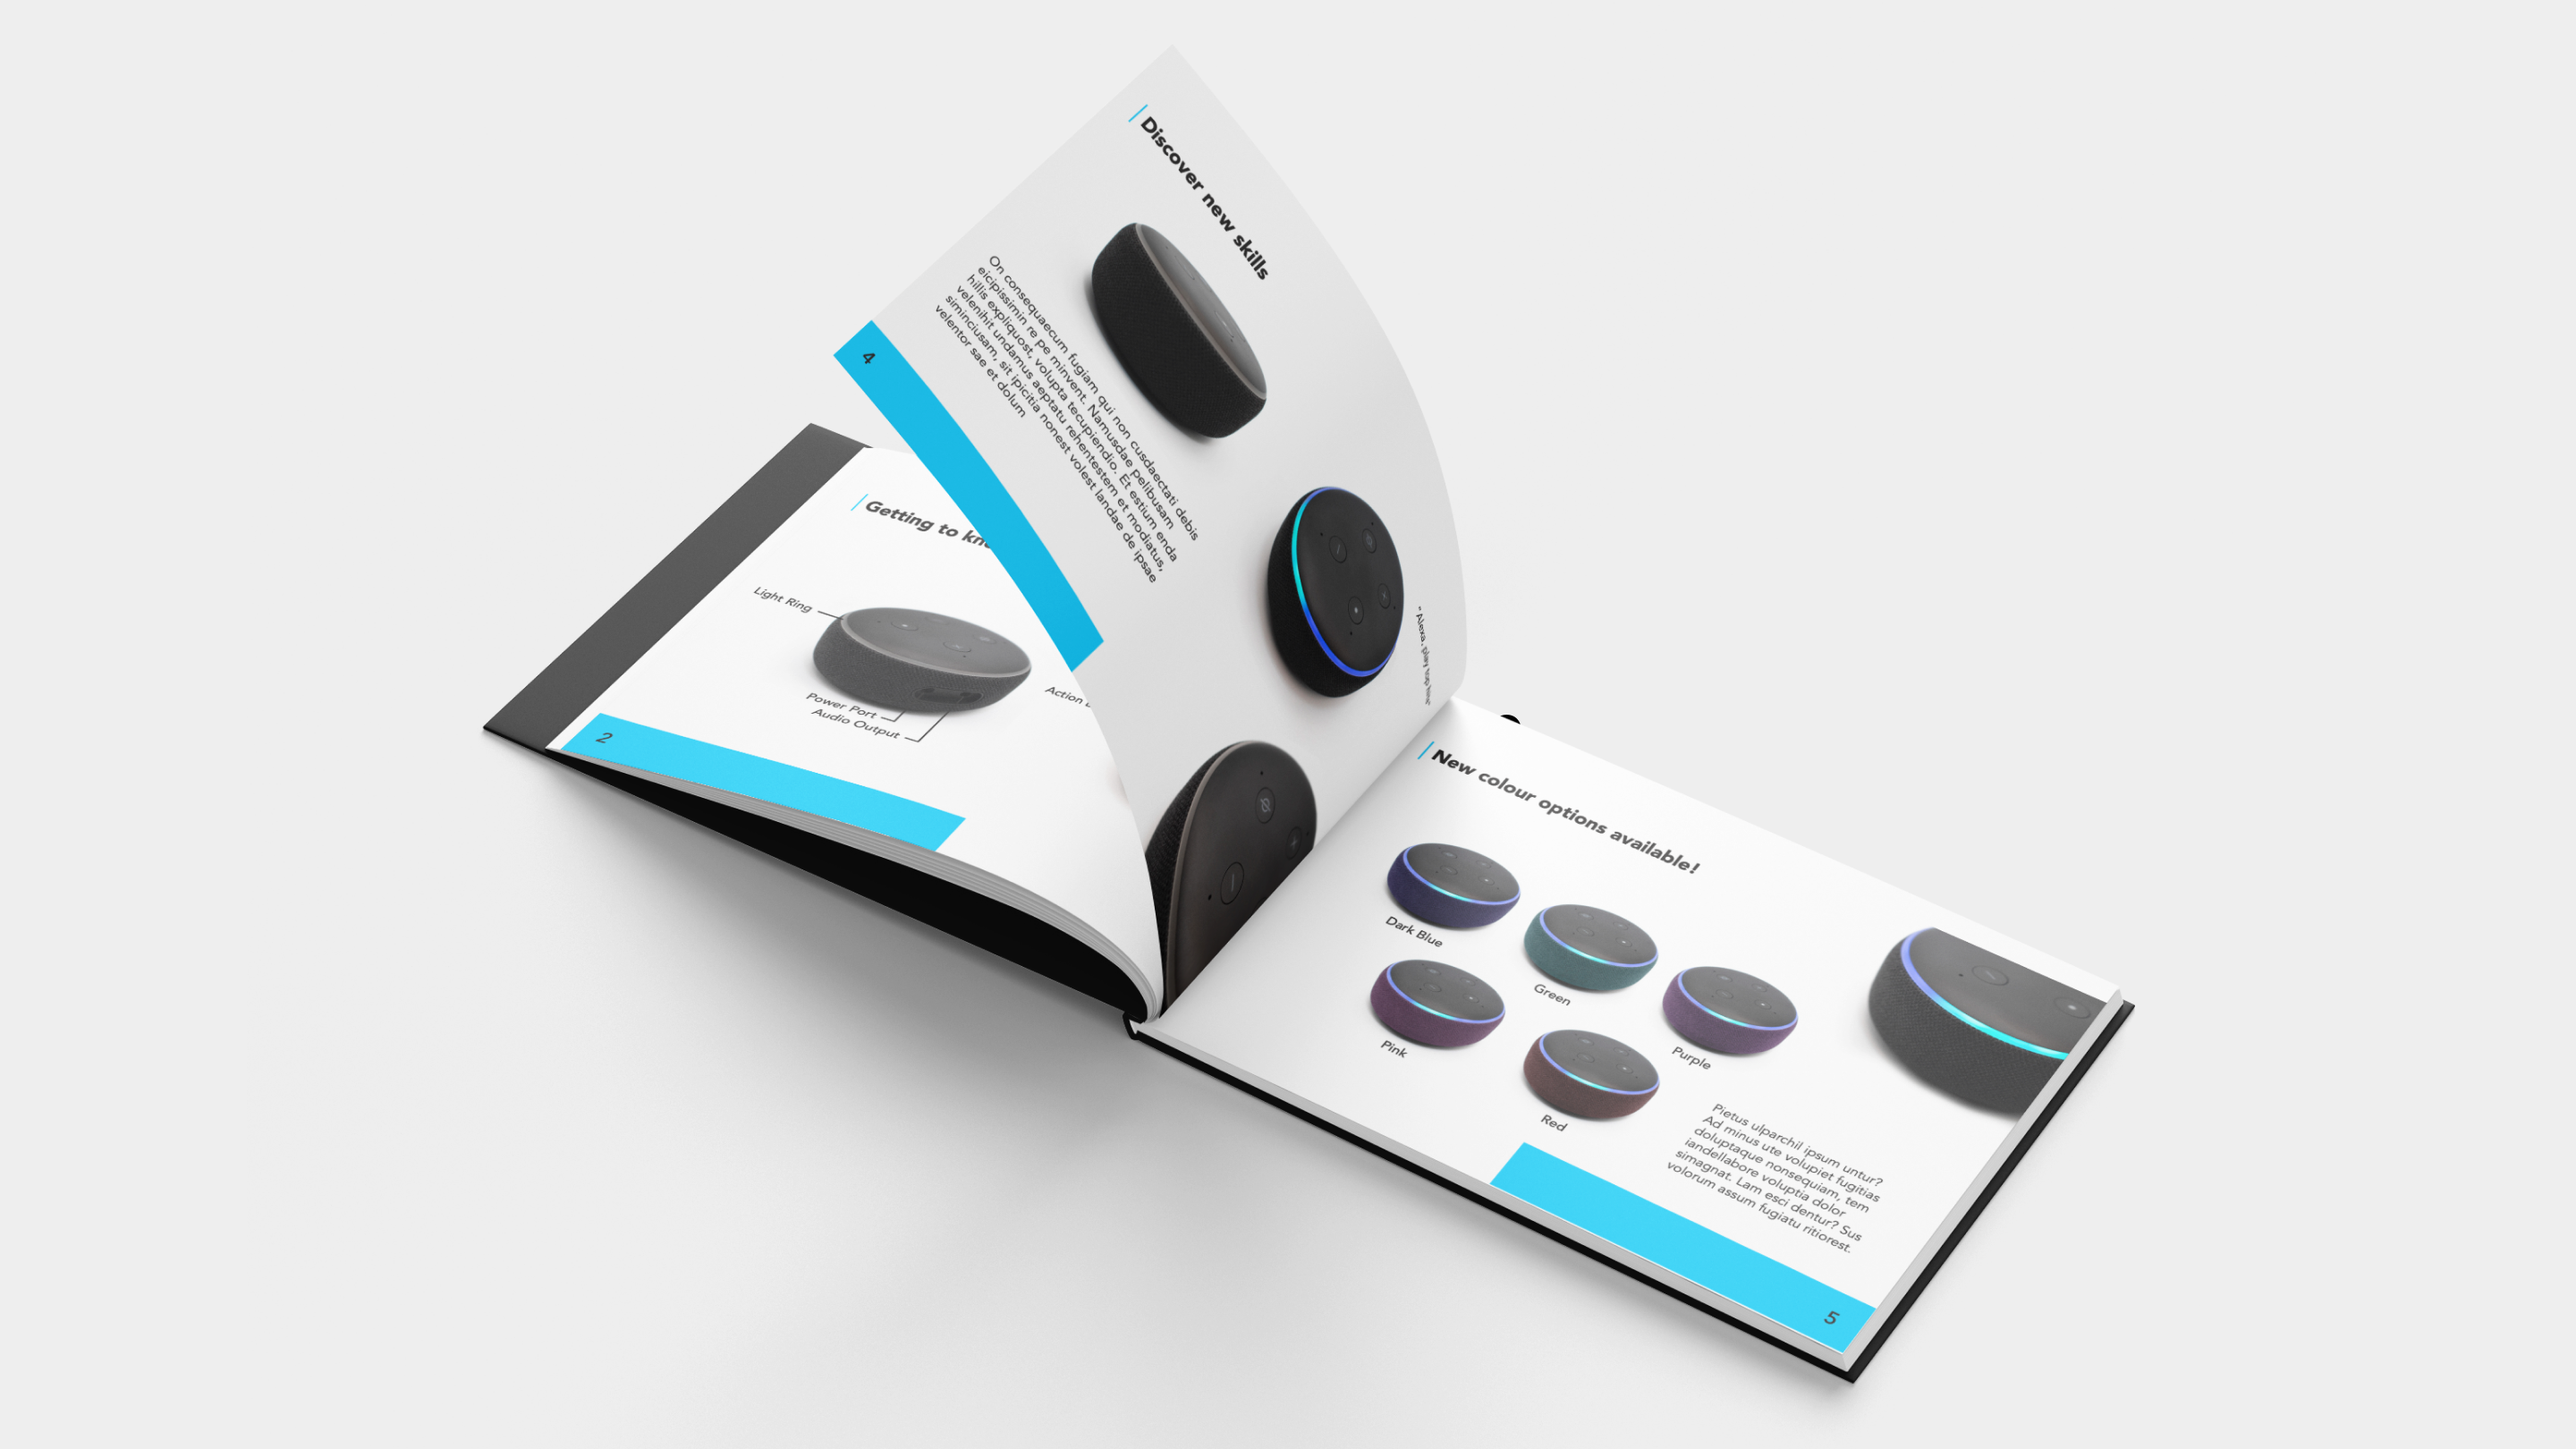 Getting to kn
Light Ring
Power Port
Audio Output
Action
2
Discover new skills
On consequaecum fugiam qui non cusdaectati debis
eicipissimin re pe minvent. Namusdae pelibusam
hillis expliquost, volupta tecupiendio. Et estium enda
velenihit undamus aeptatu rehentestem et modiatus,
siminciusam, sit ipicitia nonest volest landae de ipsae
velentor sae et dolum
4
"Alexa, play
New colour options available!
Dark Blue
Green
Purple
Pink
Red
Pietus ulparchil ipsum untur?
Ad minus ute volupiet fugitias
doluptaque nonsequiam, tem
iandellabore voluptia dolor
simagnat. Lam esci dentur? Sus
volorum assum fugiatu ritiorest.
5